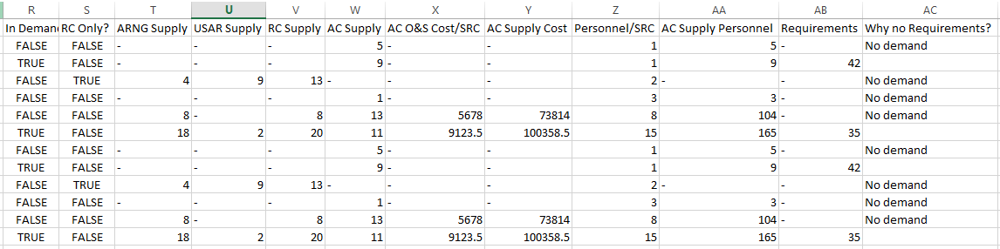 R S T U V W X Y Z AA AB AC
In Deman RC Only? ARNG Supply USAR Supply RC Supply AC Supply AC O&S Cost/SRC AC Supply Cost Personnel/SRC AC Supply Personnel Requirements Why no Requirements?
FALSE FALSE - - - 5 - - 1 5 - No demand
TRUE FALSE - - - 9 - - 1 9 42
FALSE TRUE 4 9 13 - - - 2 - - No demand
FALSE FALSE - - - 1 - - 3 3 - No demand
FALSE FALSE 8 - 8 13 5678 73814 8 104 - No demand
TRUE FALSE 18 2 20 11 9123.5 100358.5 15 165 35
FALSE FALSE - - - 5 - - 1 5 - No demand
TRUE FALSE - - - 9 - - 1 9 42
FALSE TRUE 4 9 13 - - - 2 - - No demand
FALSE FALSE - - - 1 - - 3 3 - No demand
FALSE FALSE 8 - 8 13 5678 73814 8 104 - No demand
TRUE FALSE 18 2 20 11 9123.5 100358.5 15 165 35